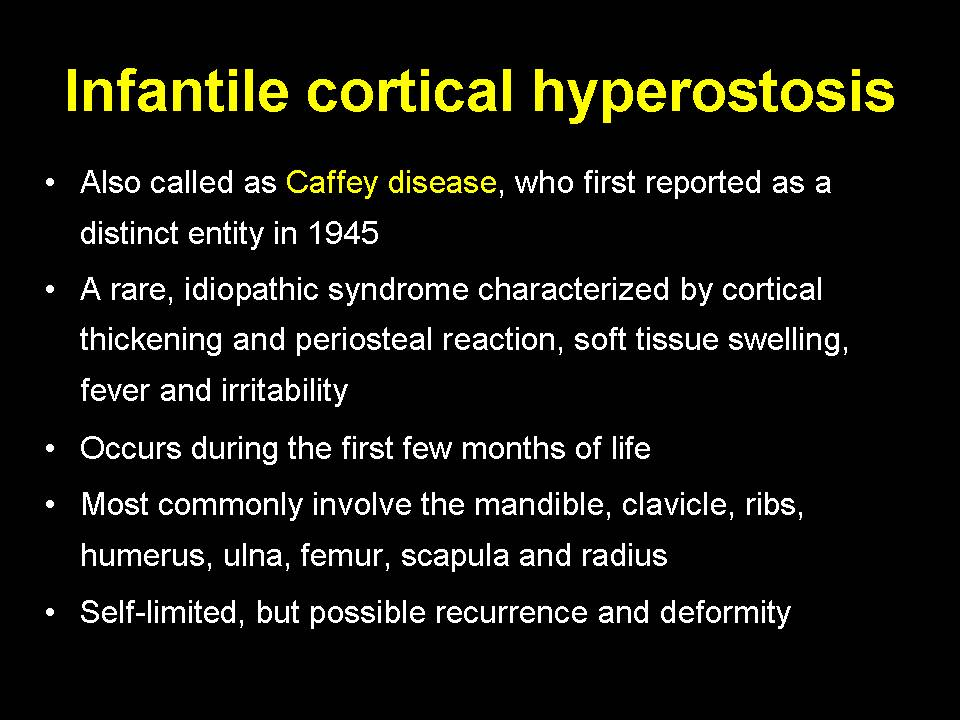 Infantile cortical hyperostosis
• Also called as Caffey disease, who first reported as a
distinct entity in 1945
• A rare, idiopathic syndrome characterized by cortical
thickening and periosteal reaction, soft tissue swelling,
fever and irritability
• Occurs during the first few months of life
• Most commonly involve the mandible, clavicle, ribs,
humerus, ulna, femur, scapula and radius
• Self-limited, but possible recurrence and deformity